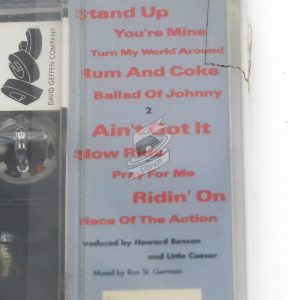 DAVID GEFFEN COMPANY
Stand Up
You're Mine
Turn My World Around
Rum And Coke
Ballad Of Johnny
2
Ain't Got It
Slow Ride
Pray For Me
Ridin' On
Piece Of The Action
Produced by Howard Benson
and Little Caesar
Mixed by Ron St. Germain